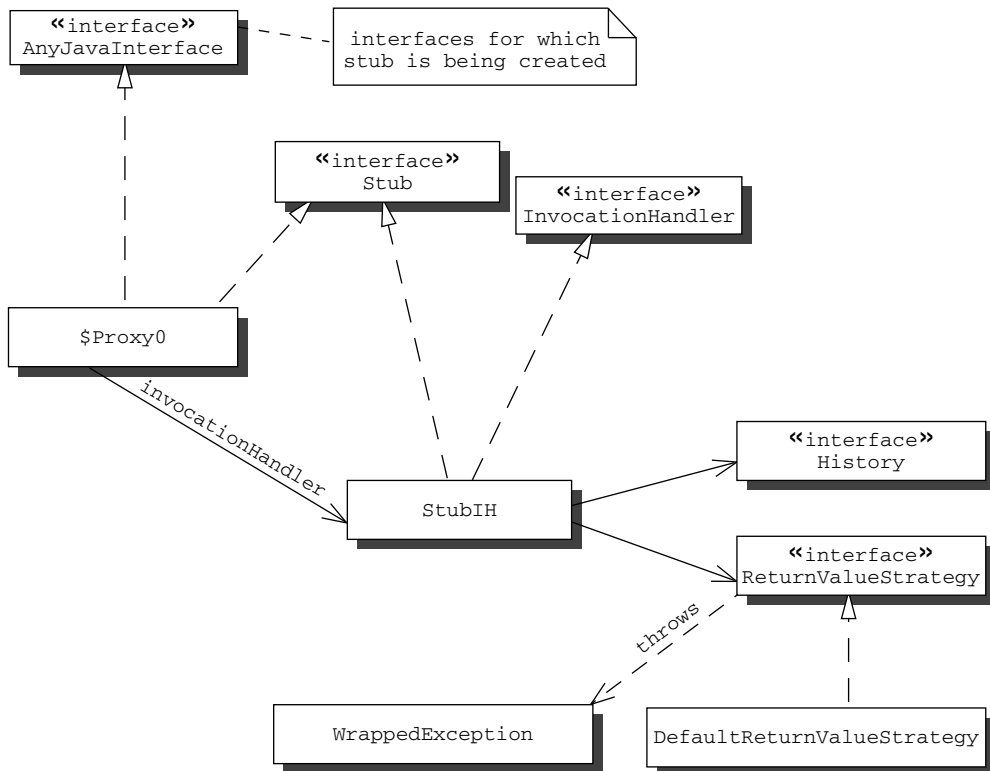 «interface»
AnyJavaInterface
interfaces for which
stub is being created
«interface»
Stub
«interface»
InvocationHandler
$Proxy0
invocationHandler
«interface»
History
StubIH
«interface»
ReturnValueStrategy
throws
WrappedException
DefaultReturnValueStrategy